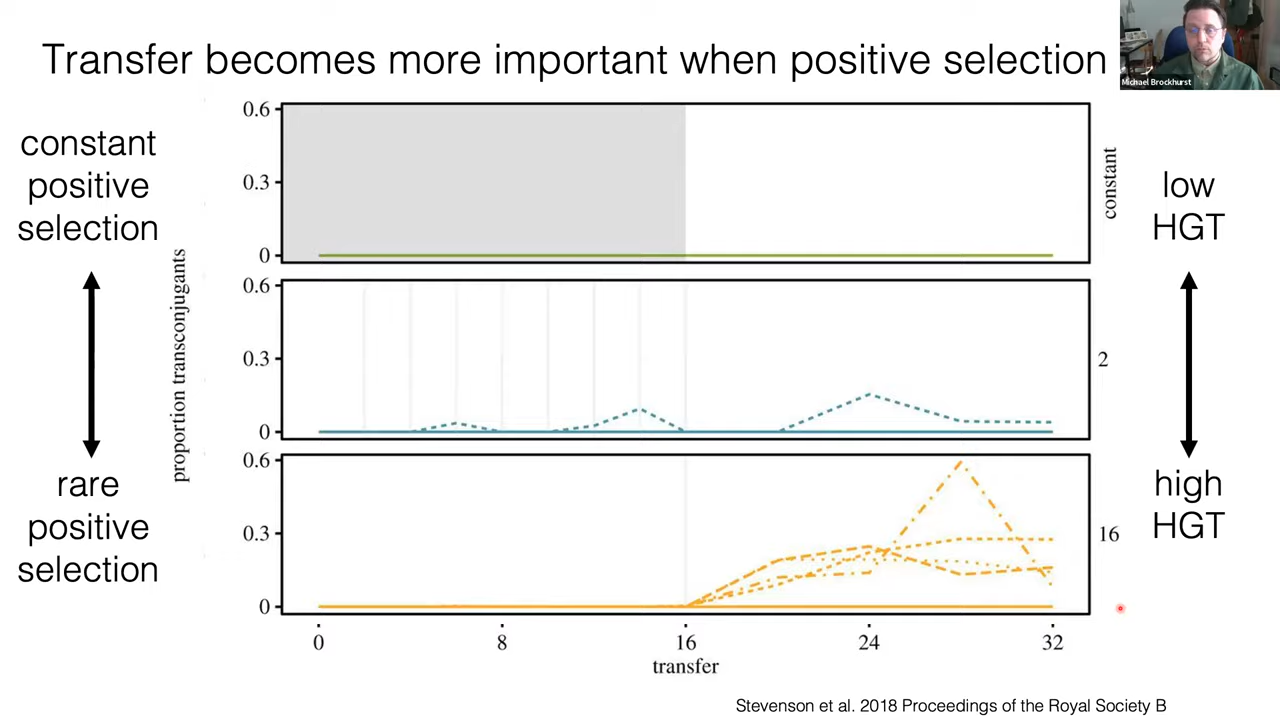 Transfer becomes more important when positive selection
Michael Brockhurst
constant
positive
selection
rare
positive
selection
proportion transconjugants
0.6
0.3
0
constant
0.6
0.3
0
2
0.6
0.3
0
16
0
8
16
24
32
transfer
low
HGT
high
HGT
Stevenson et al. 2018 Proceedings of the Royal Society B